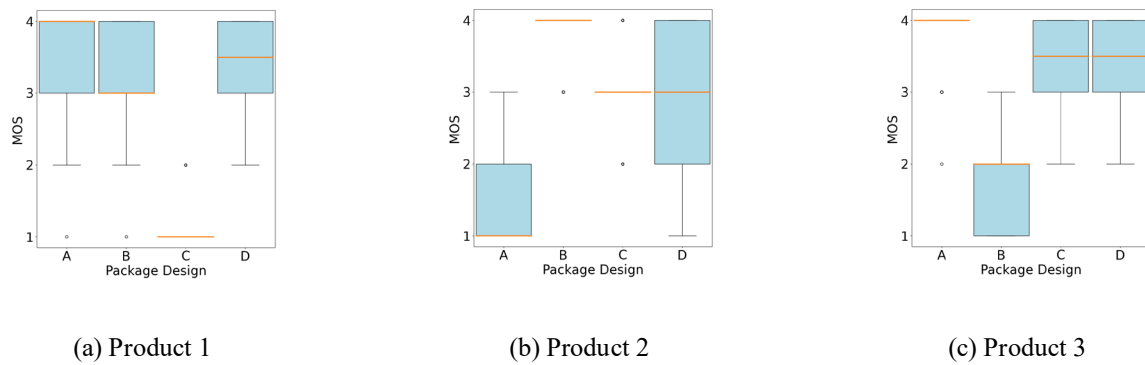 4
3
2
1
MOS
A B C D
Package Design
(a) Product 1
4
3
2
1
MOS
A B C D
Package Design
(b) Product 2
4
3
2
1
MOS
A B C D
Package Design
(c) Product 3